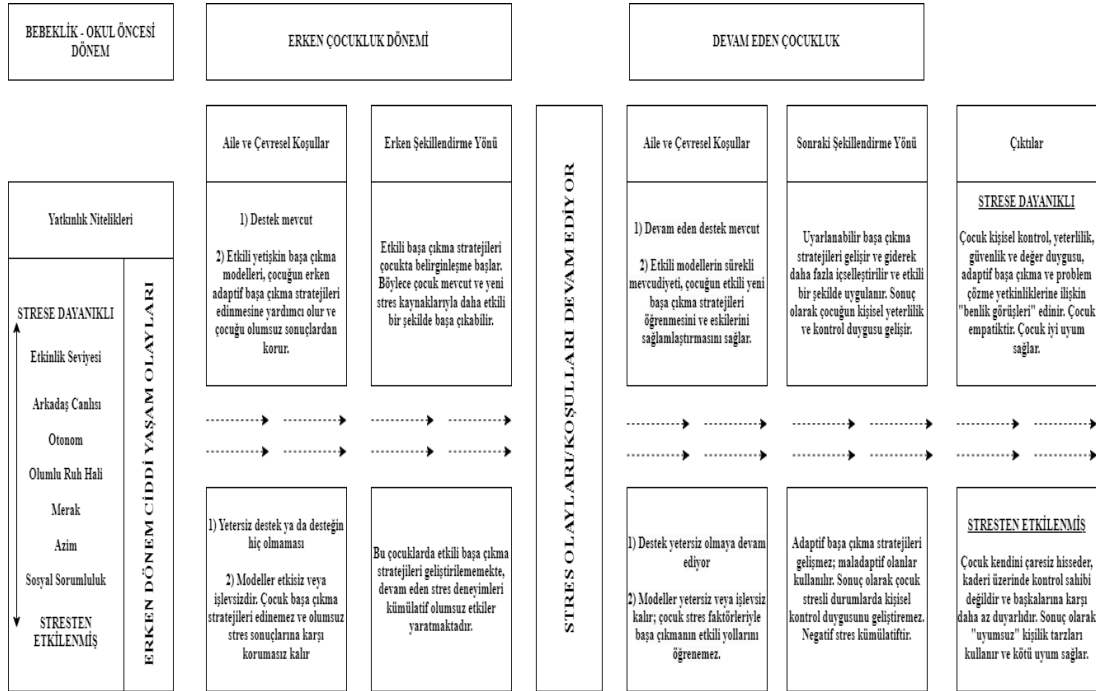 BEBEKLİK - OKUL ÖNCESİ
DÖNEM
ERKEN ÇOCUKLUK DÖNEMİ
DEVAM EDEN ÇOCUKLUK
Yatkınlık Nitelikleri
STRESE DAYANIKLI
Etkinlik Seviyesi
Arkadaş Canlısı
Otonom
Olumlu Ruh Hali
Merak
Azim
Sosyal Sorumluluk
STRESTEN
ETKİLENMİŞ
ERKEN DÖNEM CİDDİ YAŞAM OLAYLARI
Aile ve Çevresel Koşullar
1) Destek mevcut
2) Etkili yetişkin başa çıkma
modelleri, çocuğun erken
adaptif başa çıkma stratejileri
edinmesine yardımcı olur ve
çocuğu olumsuz sonuçlardan
korur.
Erken Şekillendirme Yönü
Etkili başa çıkma stratejileri
çocukta belirginleşme başlar.
Böylece çocuk mevcut ve yeni
stres kaynaklarıyla daha etkili
bir şekilde başa çıkabilir.
1) Yetersiz destek ya da desteğin
hiç olmaması
2) Modeller etkisiz veya
işlevsizdir. Çocuk başa çıkma
stratejileri edinemez ve olumsuz
stres sonuçlarına karşı
korumasız kalır
Bu çocuklarda etkili başa çıkma
stratejileri geliştirilememekte,
devam eden stres deneyimleri
kümülatif olumsuz etkiler
yaratmaktadır.
STRES OLAYLARI/KOŞULLARI DEVAM EDİYOR
Aile ve Çevresel Koşullar
1) Devam eden destek mevcut
2) Etkili modellerin sürekli
mevcudiyeti, çocuğun etkili yeni
başa çıkma stratejileri
öğrenmesini ve eskilerini
sağlamlaştırmasını sağlar.
Sonraki Şekillendirme Yönü
Uyarlanabilir başa çıkma
stratejileri gelişir ve giderek
daha fazla içselleştirilir ve etkili
bir şekilde uygulanır. Sonuç
olarak çocuğun kişisel yeterlilik
ve kontrol duygusu gelişir.
Çıktılar
STRESE DAYANIKLI
Çocuk kişisel kontrol, yeterlilik,
güvenlik ve değer duygusu,
adaptif başa çıkma ve problem
çözme yetkinliklerine ilişkin
"benlik görüşleri" edinir. Çocuk
empatiktir. Çocuk iyi uyum
sağlar.
1) Destek yetersiz olmaya devam
ediyor
2) Modeller yetersiz veya işlevsiz
kalır; çocuk stres faktörleriyle
başa çıkmanın etkili yollarını
öğrenemez.
Adaptif başa çıkma stratejileri
gelişmez; maladaptif olanlar
kullanılır. Sonuç olarak çocuk
stresli durumlarda kişisel
kontrol duygusunu geliştiremez.
Negatif stres kümülatiftir.
STRESTEN ETKİLENMİŞ
Çocuk kendini çaresiz hisseder,
kaderi üzerinde kontrol sahibi
değildir ve başkalarına karşı
daha az duyarlıdır. Sonuç olarak
"uyumsuz" kişilik tarzları
kullanır ve kötü uyum sağlar.